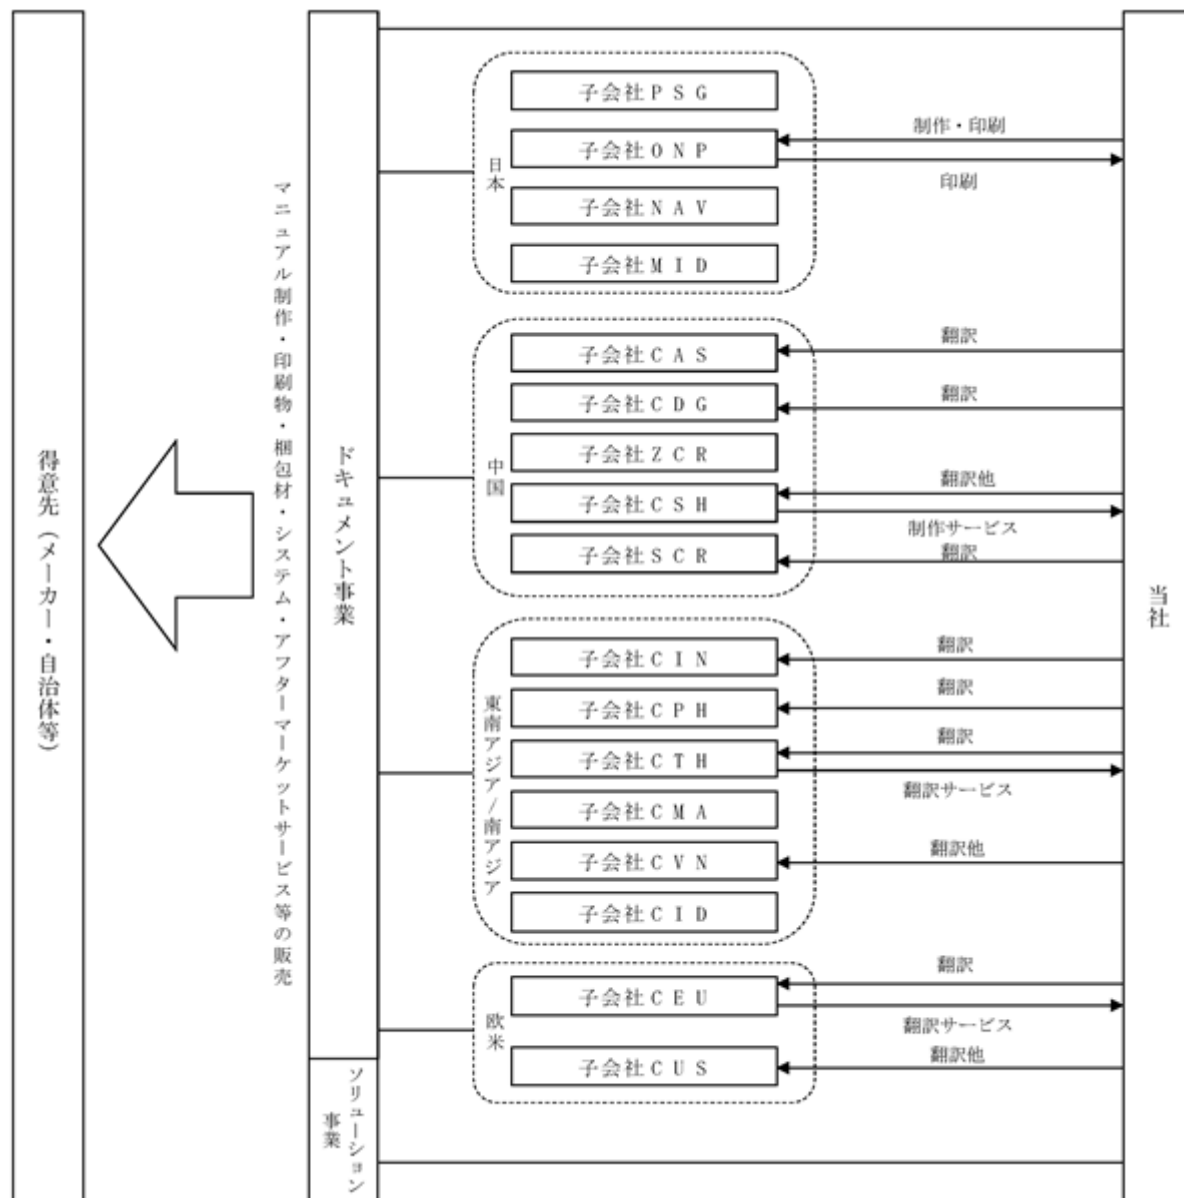 得意先（メーカー・自治体等）
マニュアル制作・印刷物・梱包材・システム・アフターマーケットサービス等の販売
ドキュメント事業
ソリューション
事業
日本
子会社ＰＳＧ
子会社ＯＮＰ
子会社ＮＡＶ
子会社ＭＩＤ
制作・印刷
印刷
中国
子会社ＣＡＳ
子会社ＣＤＧ
子会社ＺＣＲ
子会社ＣＳＨ
子会社ＳＣＲ
翻訳
翻訳
翻訳他
制作サービス
翻訳
東南アジア/南アジア
子会社ＣＩＮ
子会社ＣＰＨ
子会社ＣＴＨ
子会社ＣＭＡ
子会社ＣＶＮ
子会社ＣＩＤ
翻訳
翻訳
翻訳
翻訳サービス
翻訳他
欧米
子会社ＣＥＵ
子会社ＣＵＳ
翻訳
翻訳サービス
翻訳他
当社